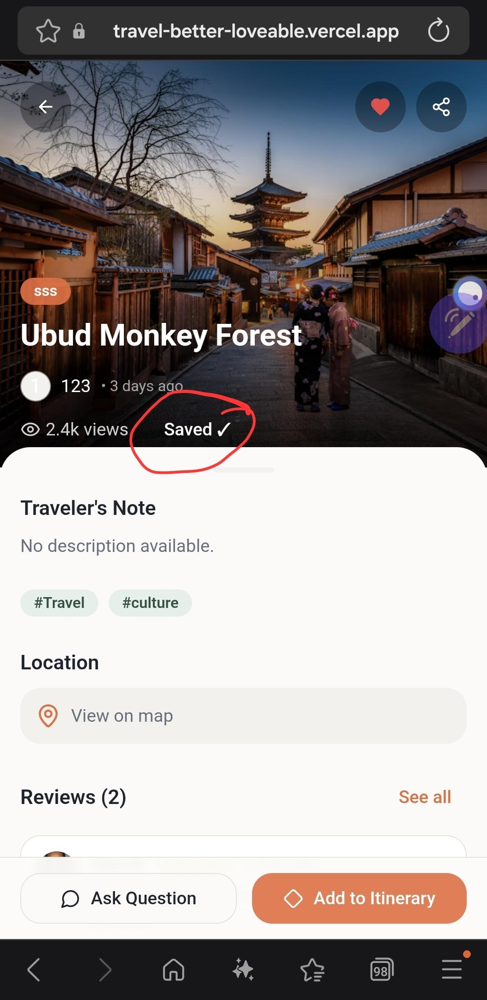 travel-better-loveable.vercel.app
sss
Ubud Monkey Forest
1 123 • 3 days ago
2.4k views Saved ✓
Traveler's Note
No description available.
#Travel #culture
Location
View on map
Reviews (2) See all
Ask Question Add to Itinerary
98